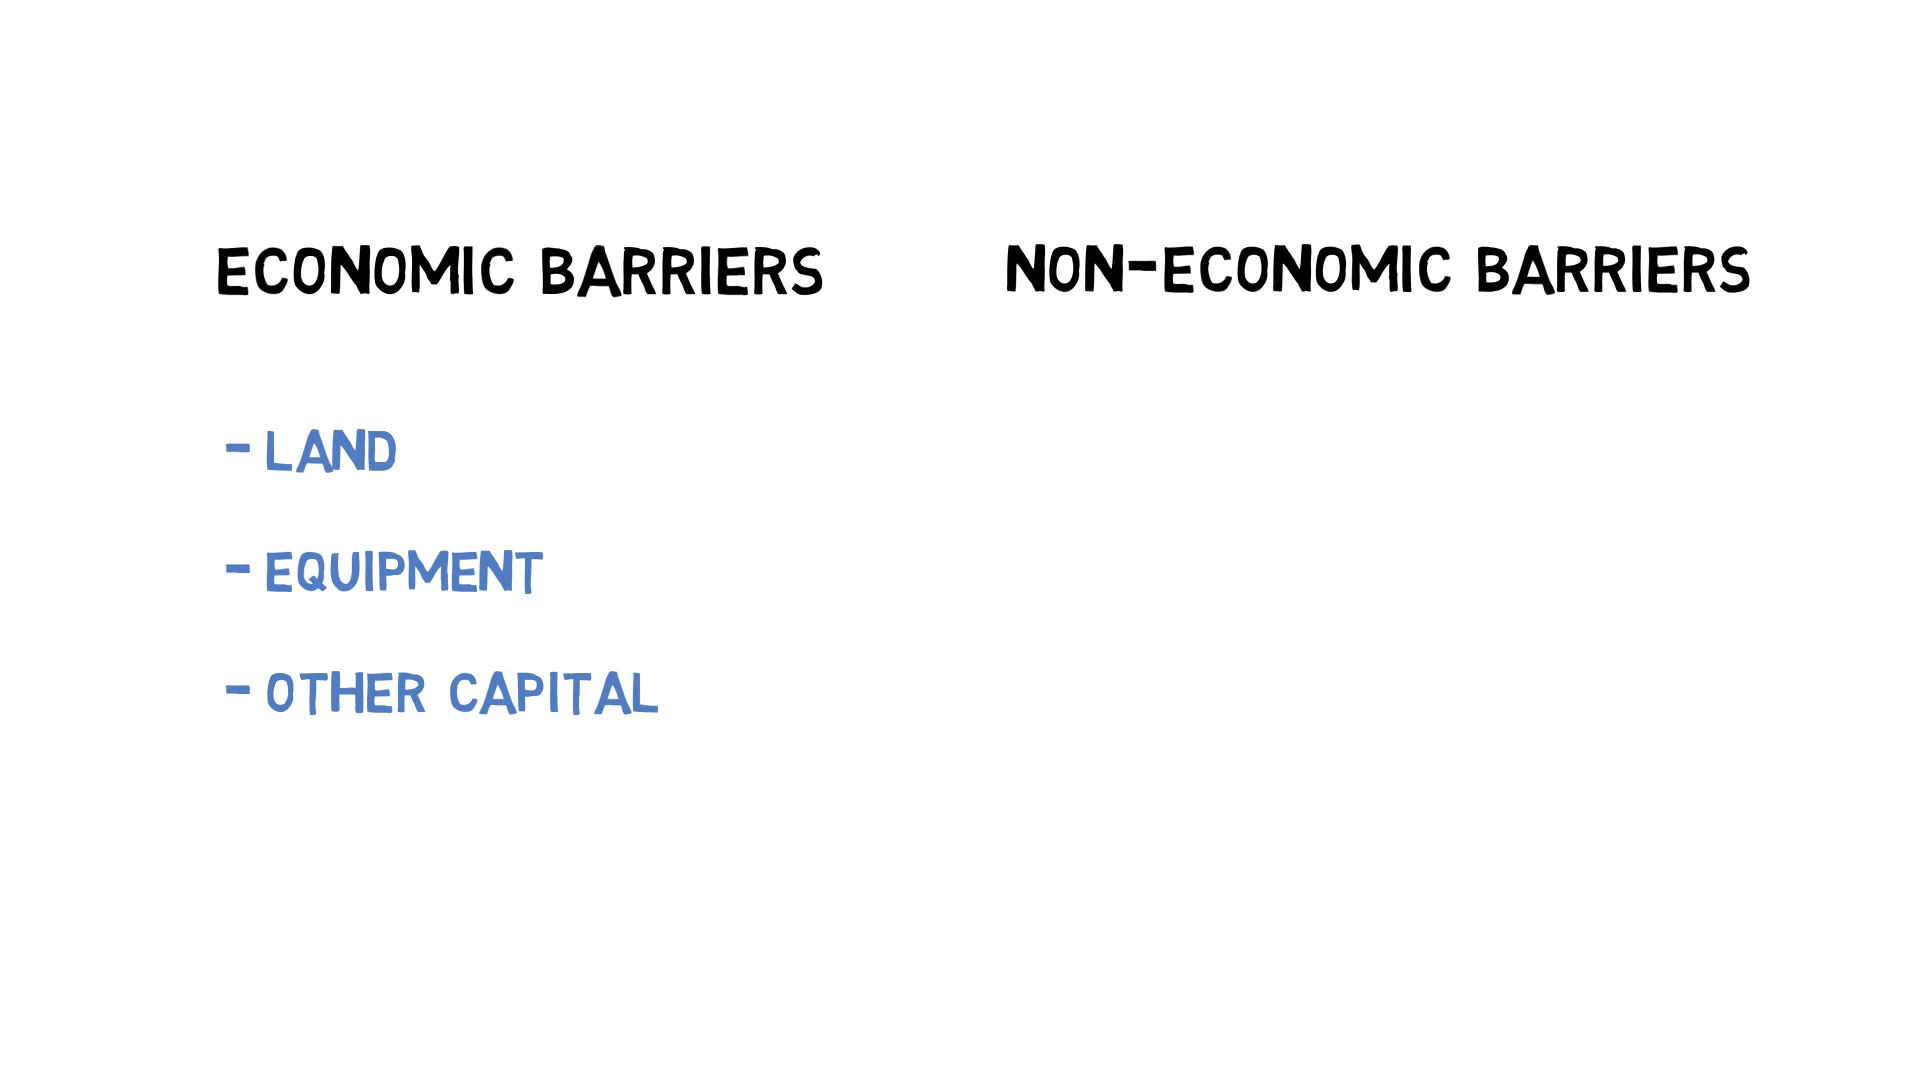 ECONOMIC BARRIERS
NON-ECONOMIC BARRIERS
- LAND
- EQUIPMENT
- OTHER CAPITAL